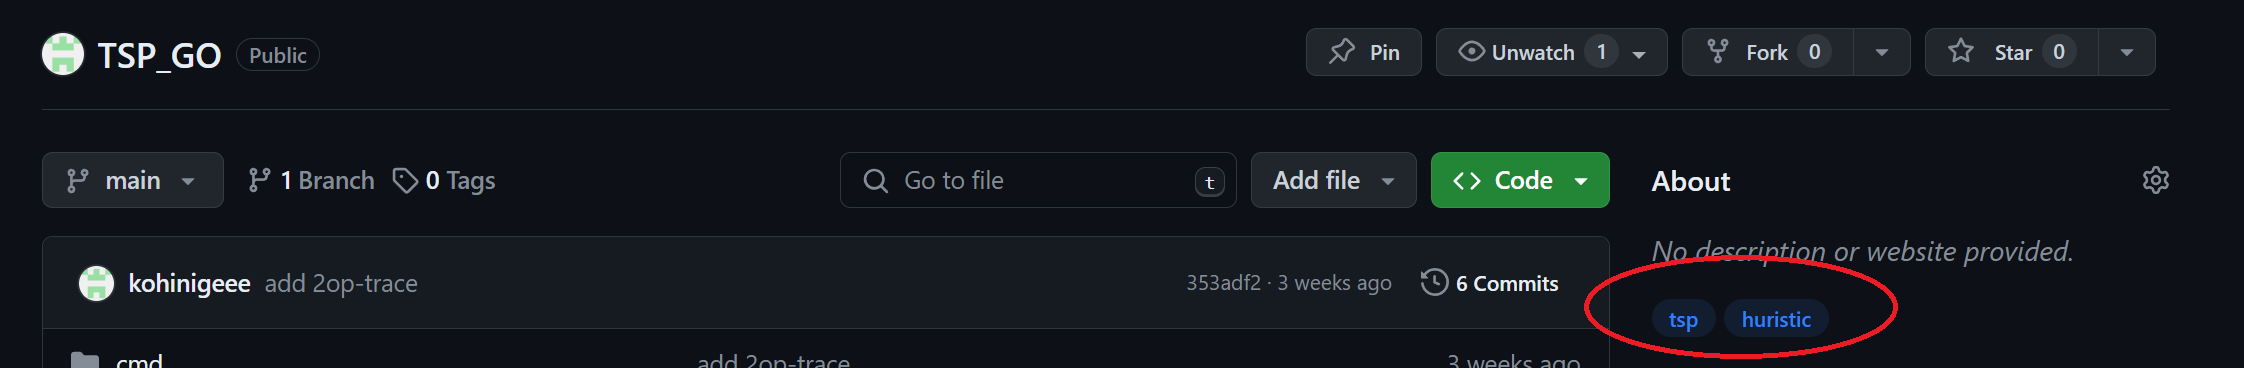 TSP_GO Public Pin Unwatch 1 Fork 0 Star 0
main 1 Branch 0 Tags Go to file t Add file Code About
No description or website provided.
kohinigeee add 2op-trace 353adf2 · 3 weeks ago 6 Commits
tsp huristic
cmd add 2op-trace 3 weeks ago